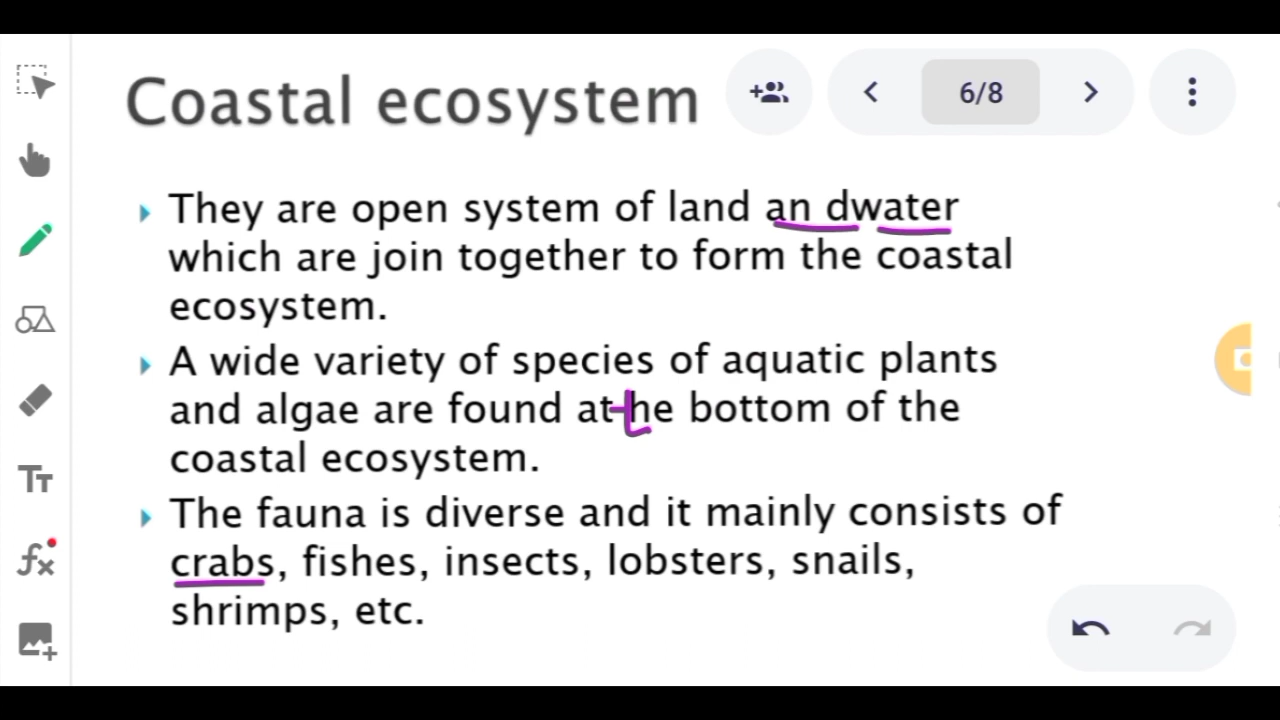 Coastal ecosystem
6/8
They are open system of land an dwater
which are join together to form the coastal
ecosystem.
A wide variety of species of aquatic plants
and algae are found at the bottom of the
coastal ecosystem.
The fauna is diverse and it mainly consists of
crabs, fishes, insects, lobsters, snails,
shrimps, etc.
Tт
fx